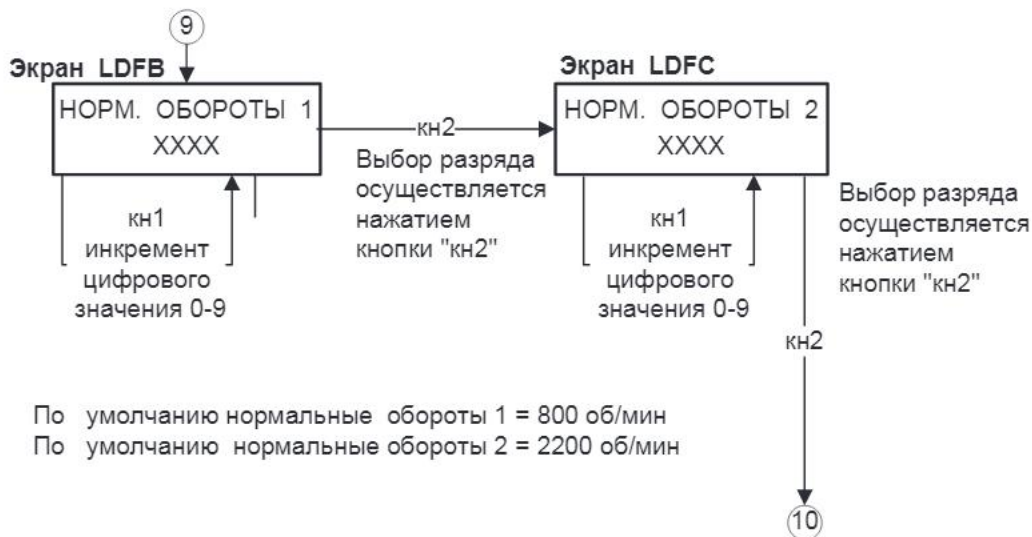 9
Экран LDFB
НОРМ. ОБОРОТЫ 1
XXXX
кн1
инкремент
цифрового
значения 0-9
кн2
Выбор разряда
осуществляется
нажатием
кнопки "кн2"
Экран LDFC
НОРМ. ОБОРОТЫ 2
XXXX
кн1
инкремент
цифрового
значения 0-9
Выбор разряда
осуществляется
нажатием
кнопки "кн2"
кн2
По умолчанию нормальные обороты 1 = 800 об/мин
По умолчанию нормальные обороты 2 = 2200 об/мин
10